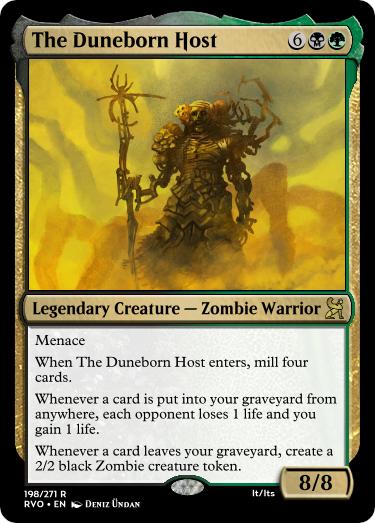 The Duneborn Host 6
Legendary Creature — Zombie Warrior
Menace
When The Duneborn Host enters, mill four
cards.
Whenever a card is put into your graveyard from
anywhere, each opponent loses 1 life and you
gain 1 life.
Whenever a card leaves your graveyard, create a
2/2 black Zombie creature token.
8/8
198/271 R It/Its
RVO • EN Deniz Ündan